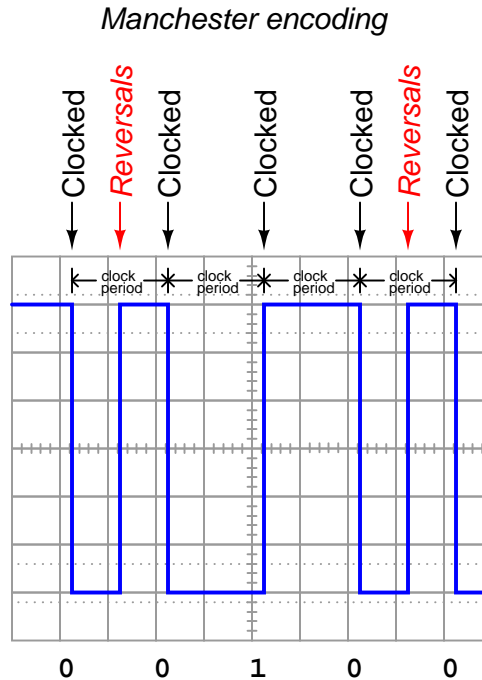 Manchester encoding
Clocked Reversals Clocked Clocked Clocked Reversals Clocked
clock period clock period clock period clock period
0 0 1 0 0